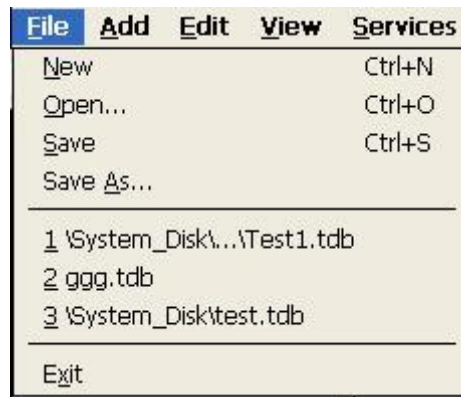 File Add Edit View Services
New Ctrl+N
Open... Ctrl+O
Save Ctrl+S
Save As...
1 \System_Disk\...\Test1.tdb
2 ggg.tdb
3 \System_Disk\test.tdb
Exit